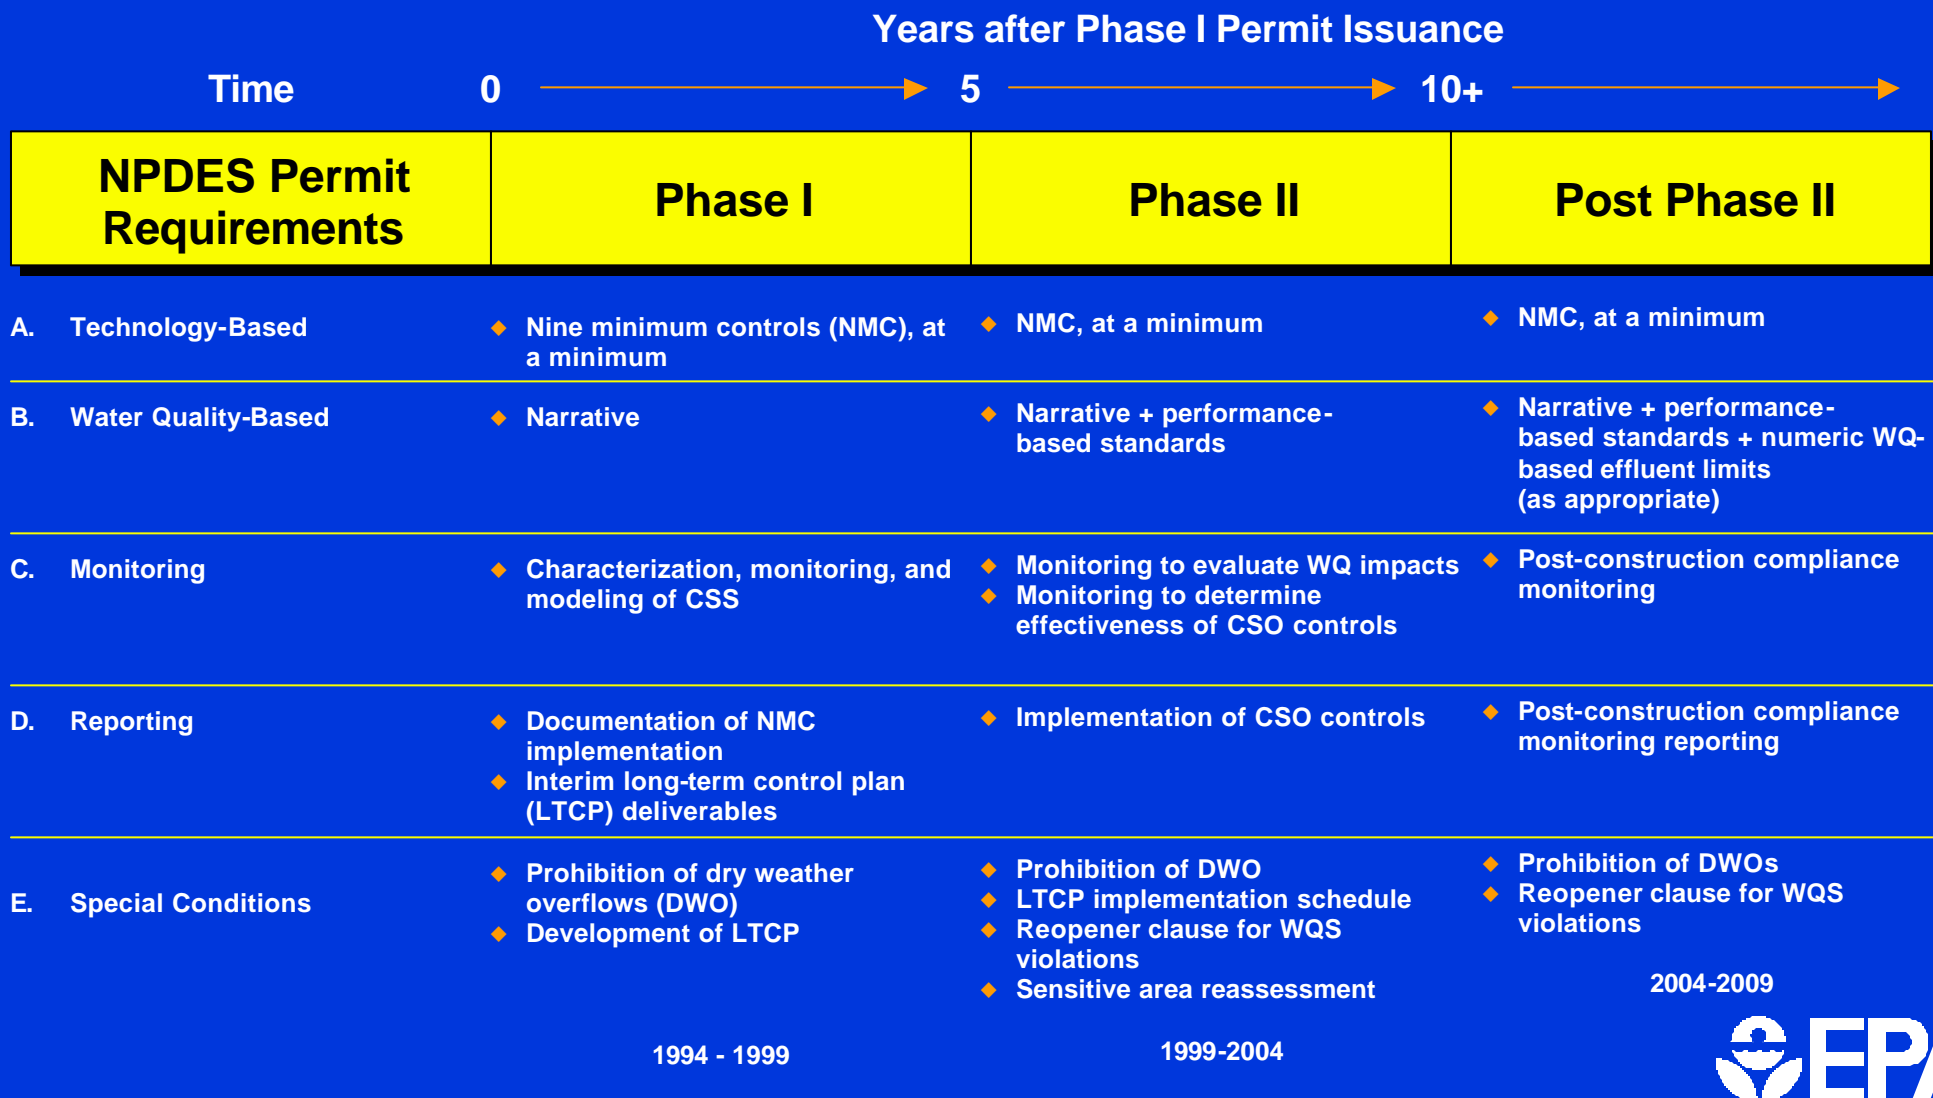 Years after Phase I Permit Issuance
Time 0 5 10+
NPDES Permit
Requirements
Phase I
Phase II
Post Phase II
A. Technology-Based
◆ Nine minimum controls (NMC), at
a minimum
◆ NMC, at a minimum
◆ NMC, at a minimum
B. Water Quality-Based
◆ Narrative
◆ Narrative + performance-
based standards
◆ Narrative + performance-
based standards + numeric WQ-
based effluent limits
(as appropriate)
C. Monitoring
◆ Characterization, monitoring, and
modeling of CSS
◆ Monitoring to evaluate WQ impacts
◆ Monitoring to determine
effectiveness of CSO controls
◆ Post-construction compliance
monitoring
D. Reporting
◆ Documentation of NMC
implementation
◆ Interim long-term control plan
(LTCP) deliverables
◆ Implementation of CSO controls
◆ Post-construction compliance
monitoring reporting
E. Special Conditions
◆ Prohibition of dry weather
overflows (DWO)
◆ Development of LTCP
◆ Prohibition of DWO
◆ LTCP implementation schedule
◆ Reopener clause for WQS
violations
◆ Sensitive area reassessment
◆ Prohibition of DWOs
◆ Reopener clause for WQS
violations
1994 - 1999
1999-2004
2004-2009
EPA